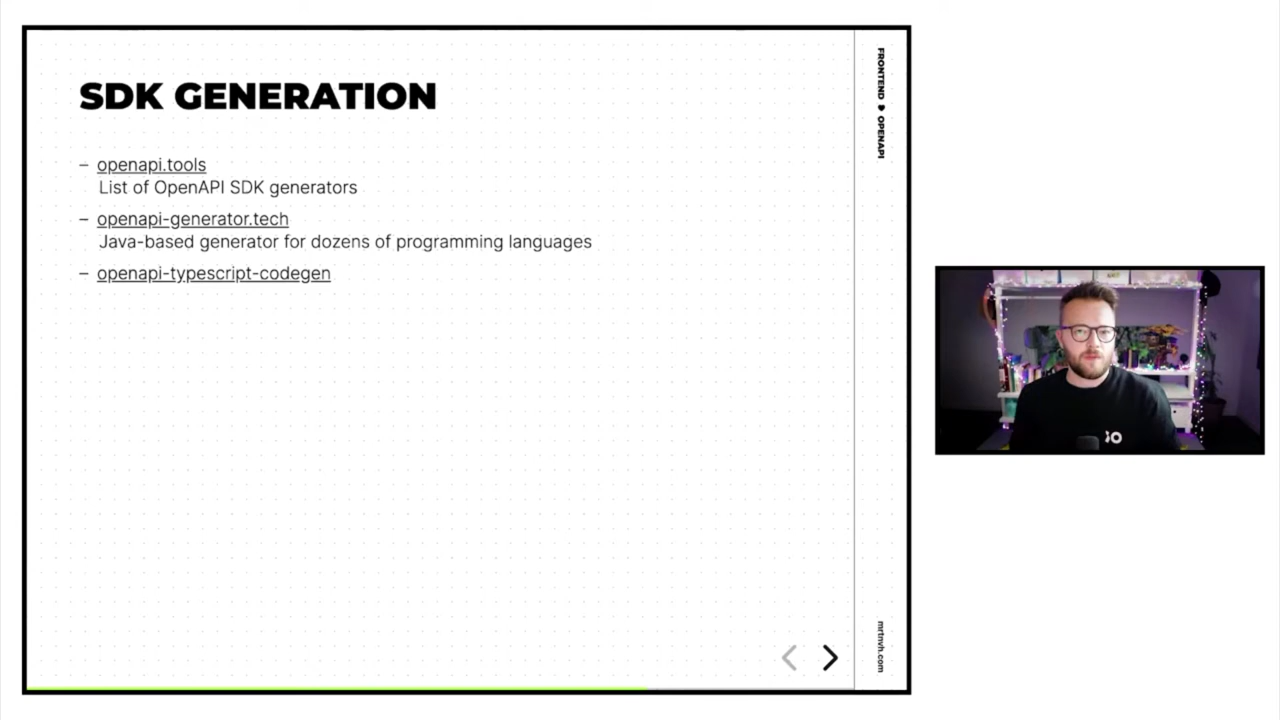 SDK GENERATION
– openapi.tools
List of OpenAPI SDK generators
– openapi-generator.tech
Java-based generator for dozens of programming languages
– openapi-typescript-codegen
FRONTEND ❥ OPENAPI
mrtnvh.com